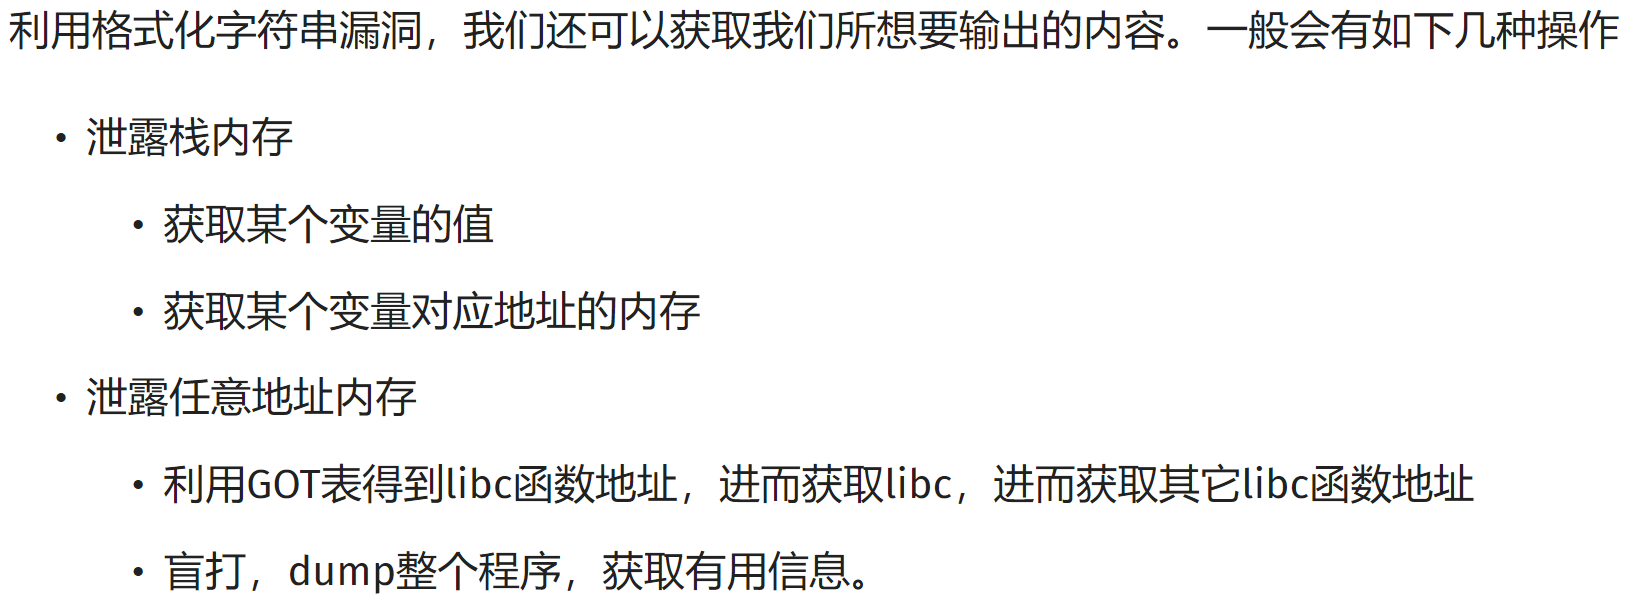 利用格式化字符串漏洞，我们还可以获取我们所想要输出的内容。一般会有如下几种操作
• 泄露栈内存
• 获取某个变量的值
• 获取某个变量对应地址的内存
• 泄露任意地址内存
• 利用GOT表得到libc函数地址，进而获取libc，进而获取其它libc函数地址
• 盲打，dump整个程序，获取有用信息。